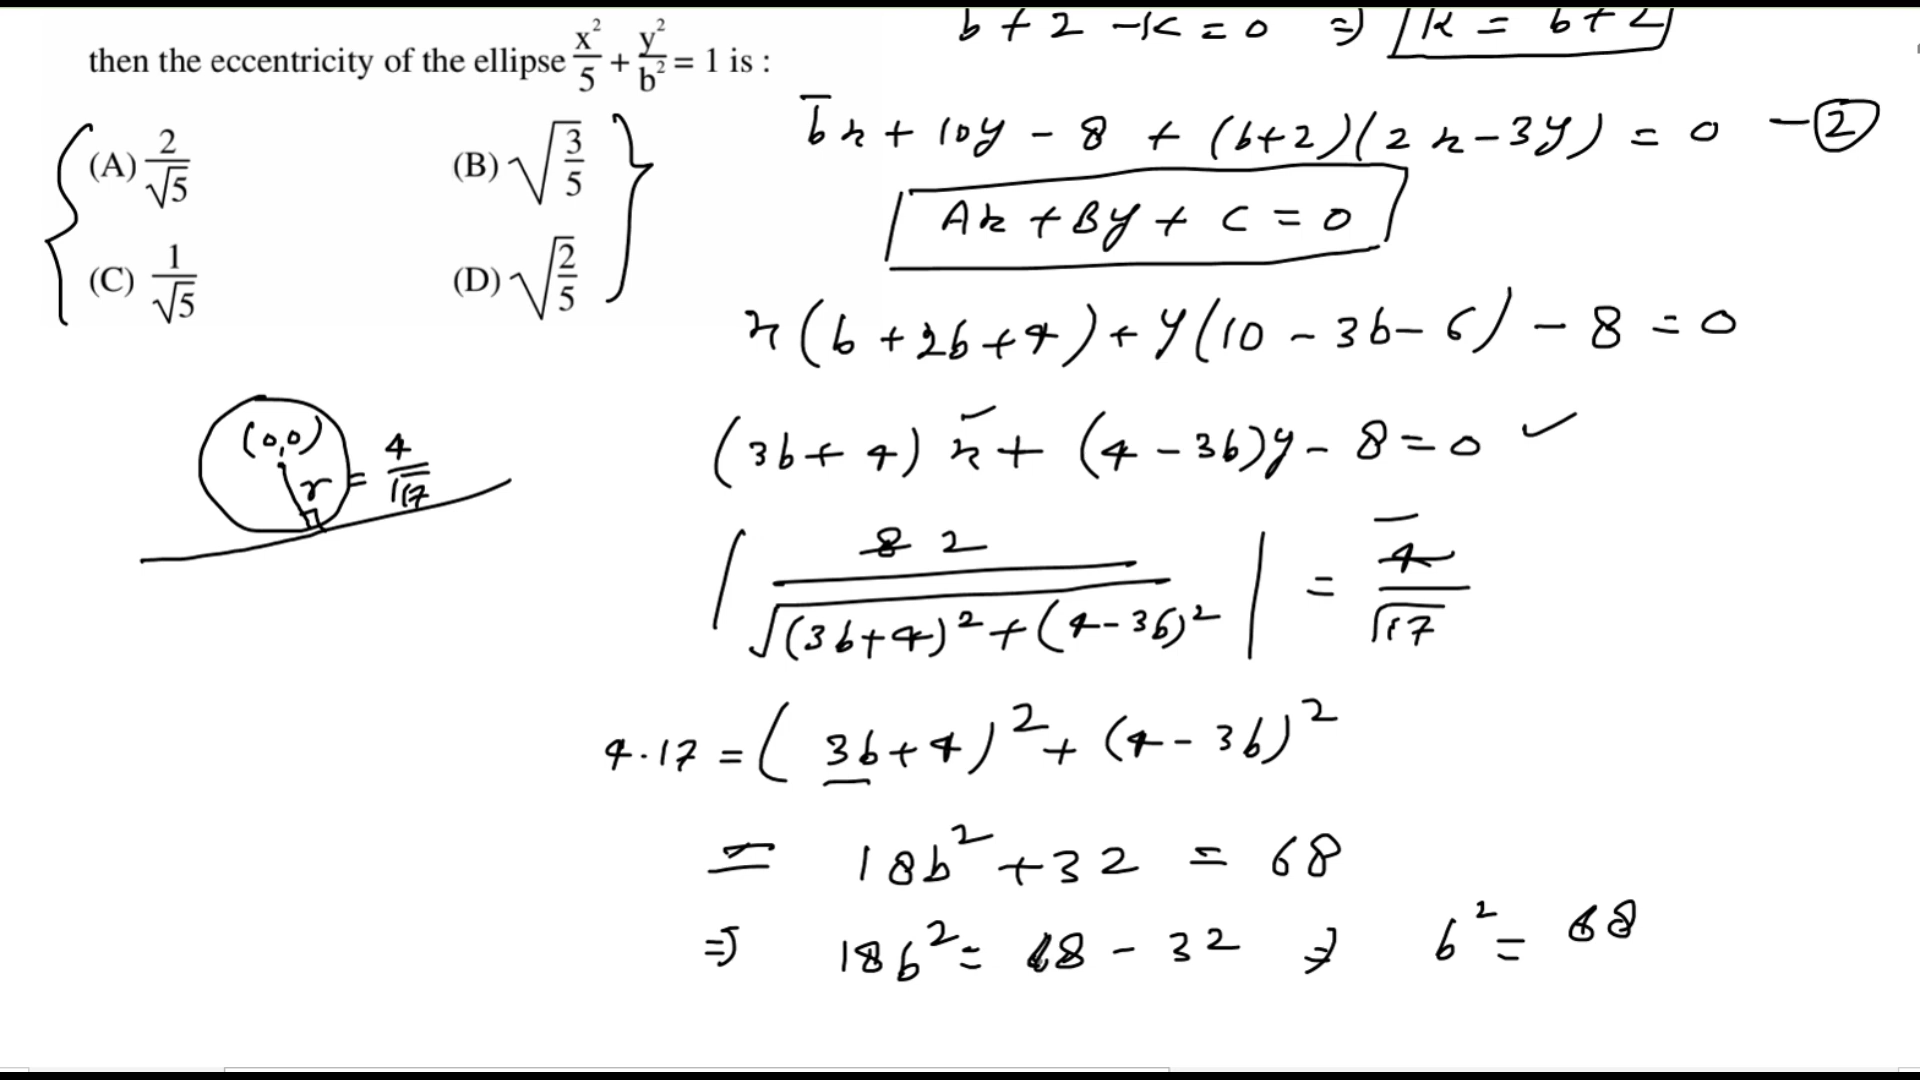 b + 2 - k = 0 ⇒ k = b + 2
then the eccentricity of the ellipse x²/5 + y²/b² = 1 is :
bx + 10y - 8 + (b+2)(2x-3y) = 0 - ②
(A) 2/√5 (B) √(3/5)
Ax + By + C = 0
(C) 1/√5 (D) √(2/5)
x(b + 2b + 4) + y(10 - 3b - 6) - 8 = 0
(0,0)
r = 4/√17
(3b + 4)x + (4 - 3b)y - 8 = 0 ✓
| 8 2 / √((3b+4)² + (4-3b)²) | = 4/√17
4·17 = (3b+4)² + (4-3b)²
= 18b² + 32 = 68
⇒ 18b² = 68 - 32 ⇒ b² = 68